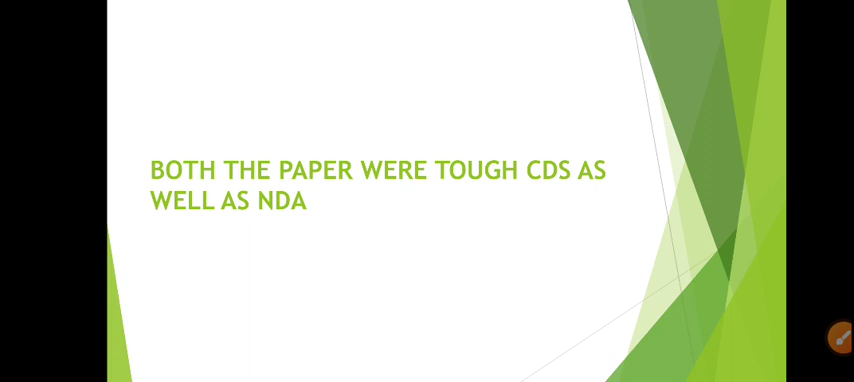 BOTH THE PAPER WERE TOUGH CDS AS
WELL AS NDA